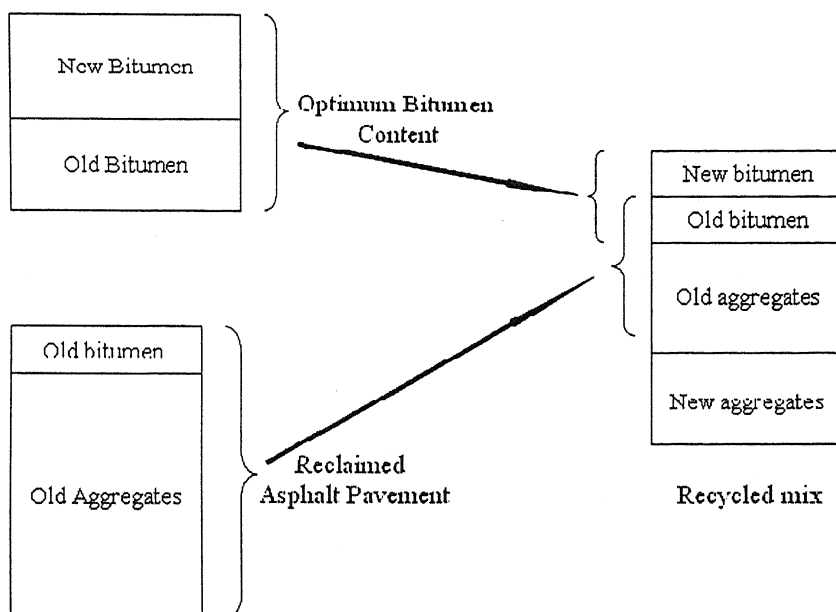 New Bitumen
Old Bitumen
Optimum Bitumen
Content
Old bitumen
Old Aggregates
Reclaimed
Asphalt Pavement
New bitumen
Old bitumen
Old aggregates
New aggregates
Recycled mix